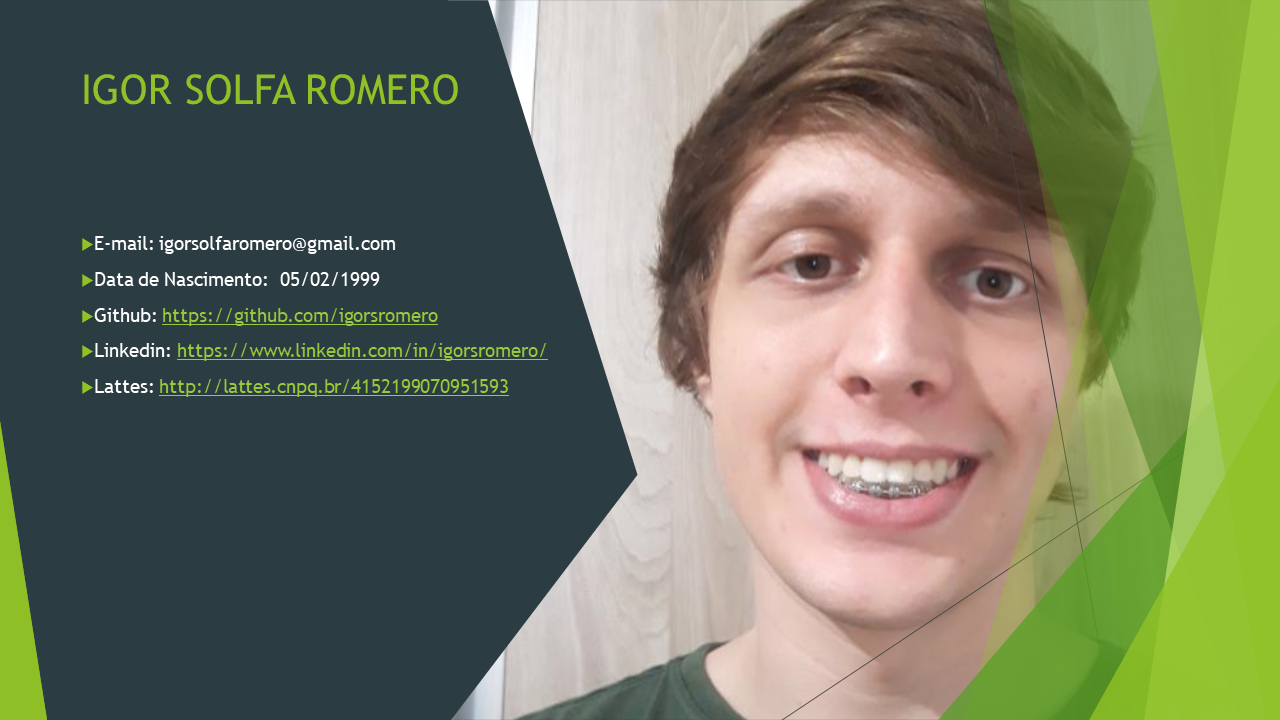 IGOR SOLFA ROMERO
E-mail: igorsolfaromero@gmail.com
Data de Nascimento: 05/02/1999
Github: https://github.com/igorsromero
Linkedin: https://www.linkedin.com/in/igorsromero/
Lattes: http://lattes.cnpq.br/4152199070951593